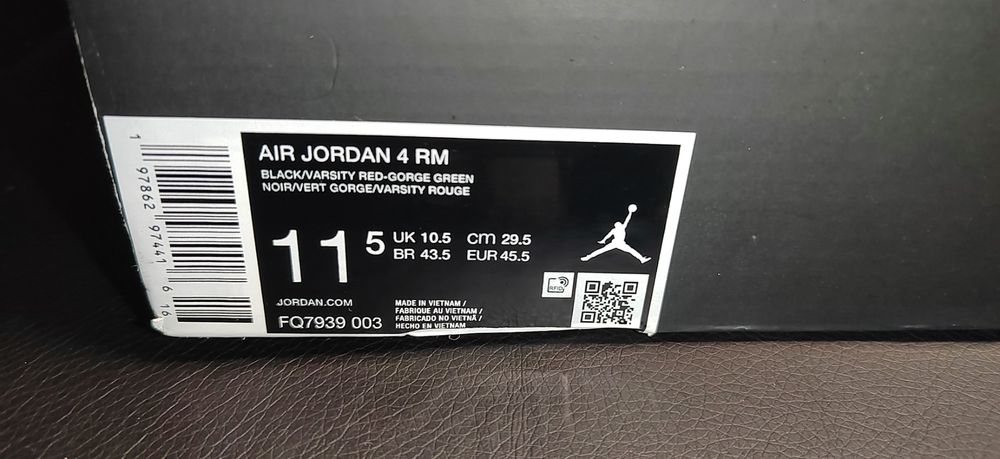 AIR JORDAN 4 RM
BLACK/VARSITY RED-GORGE GREEN
NOIR/VERT GORGE/VARSITY ROUGE
11 5
UK 10.5 cm 29.5
BR 43.5 EUR 45.5
JORDAN.COM
FQ7939 003
MADE IN VIETNAM /
FABRIQUE AU VIETNAM /
FABRICADO NO VIETNÃ /
HECHO EN VIETNAM
RFID
1 97862 97441 6 16